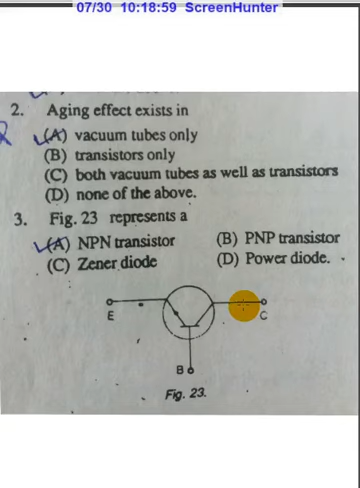 07/30 10:18:59 ScreenHunter
2. Aging effect exists in
(A) vacuum tubes only
(B) transistors only
(C) both vacuum tubes as well as transistors
(D) none of the above.
3. Fig. 23 represents a
(A) NPN transistor (B) PNP transistor
(C) Zener diode (D) Power diode.
E C
B
Fig. 23.